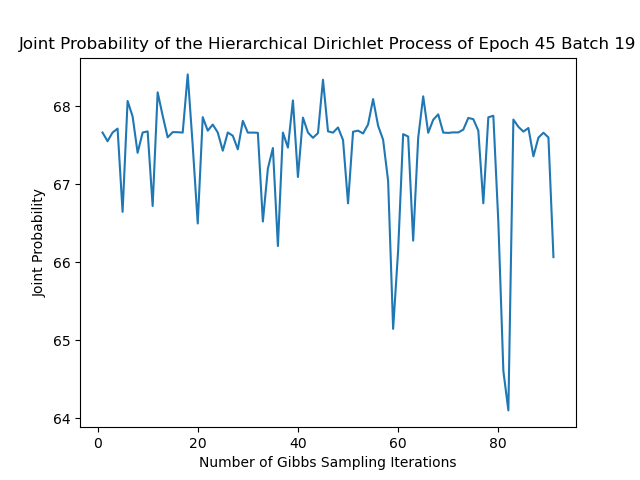 Joint Probability of the Hierarchical Dirichlet Process of Epoch 45 Batch 19
Joint Probability
68
67
66
65
64
0 20 40 60 80
Number of Gibbs Sampling Iterations